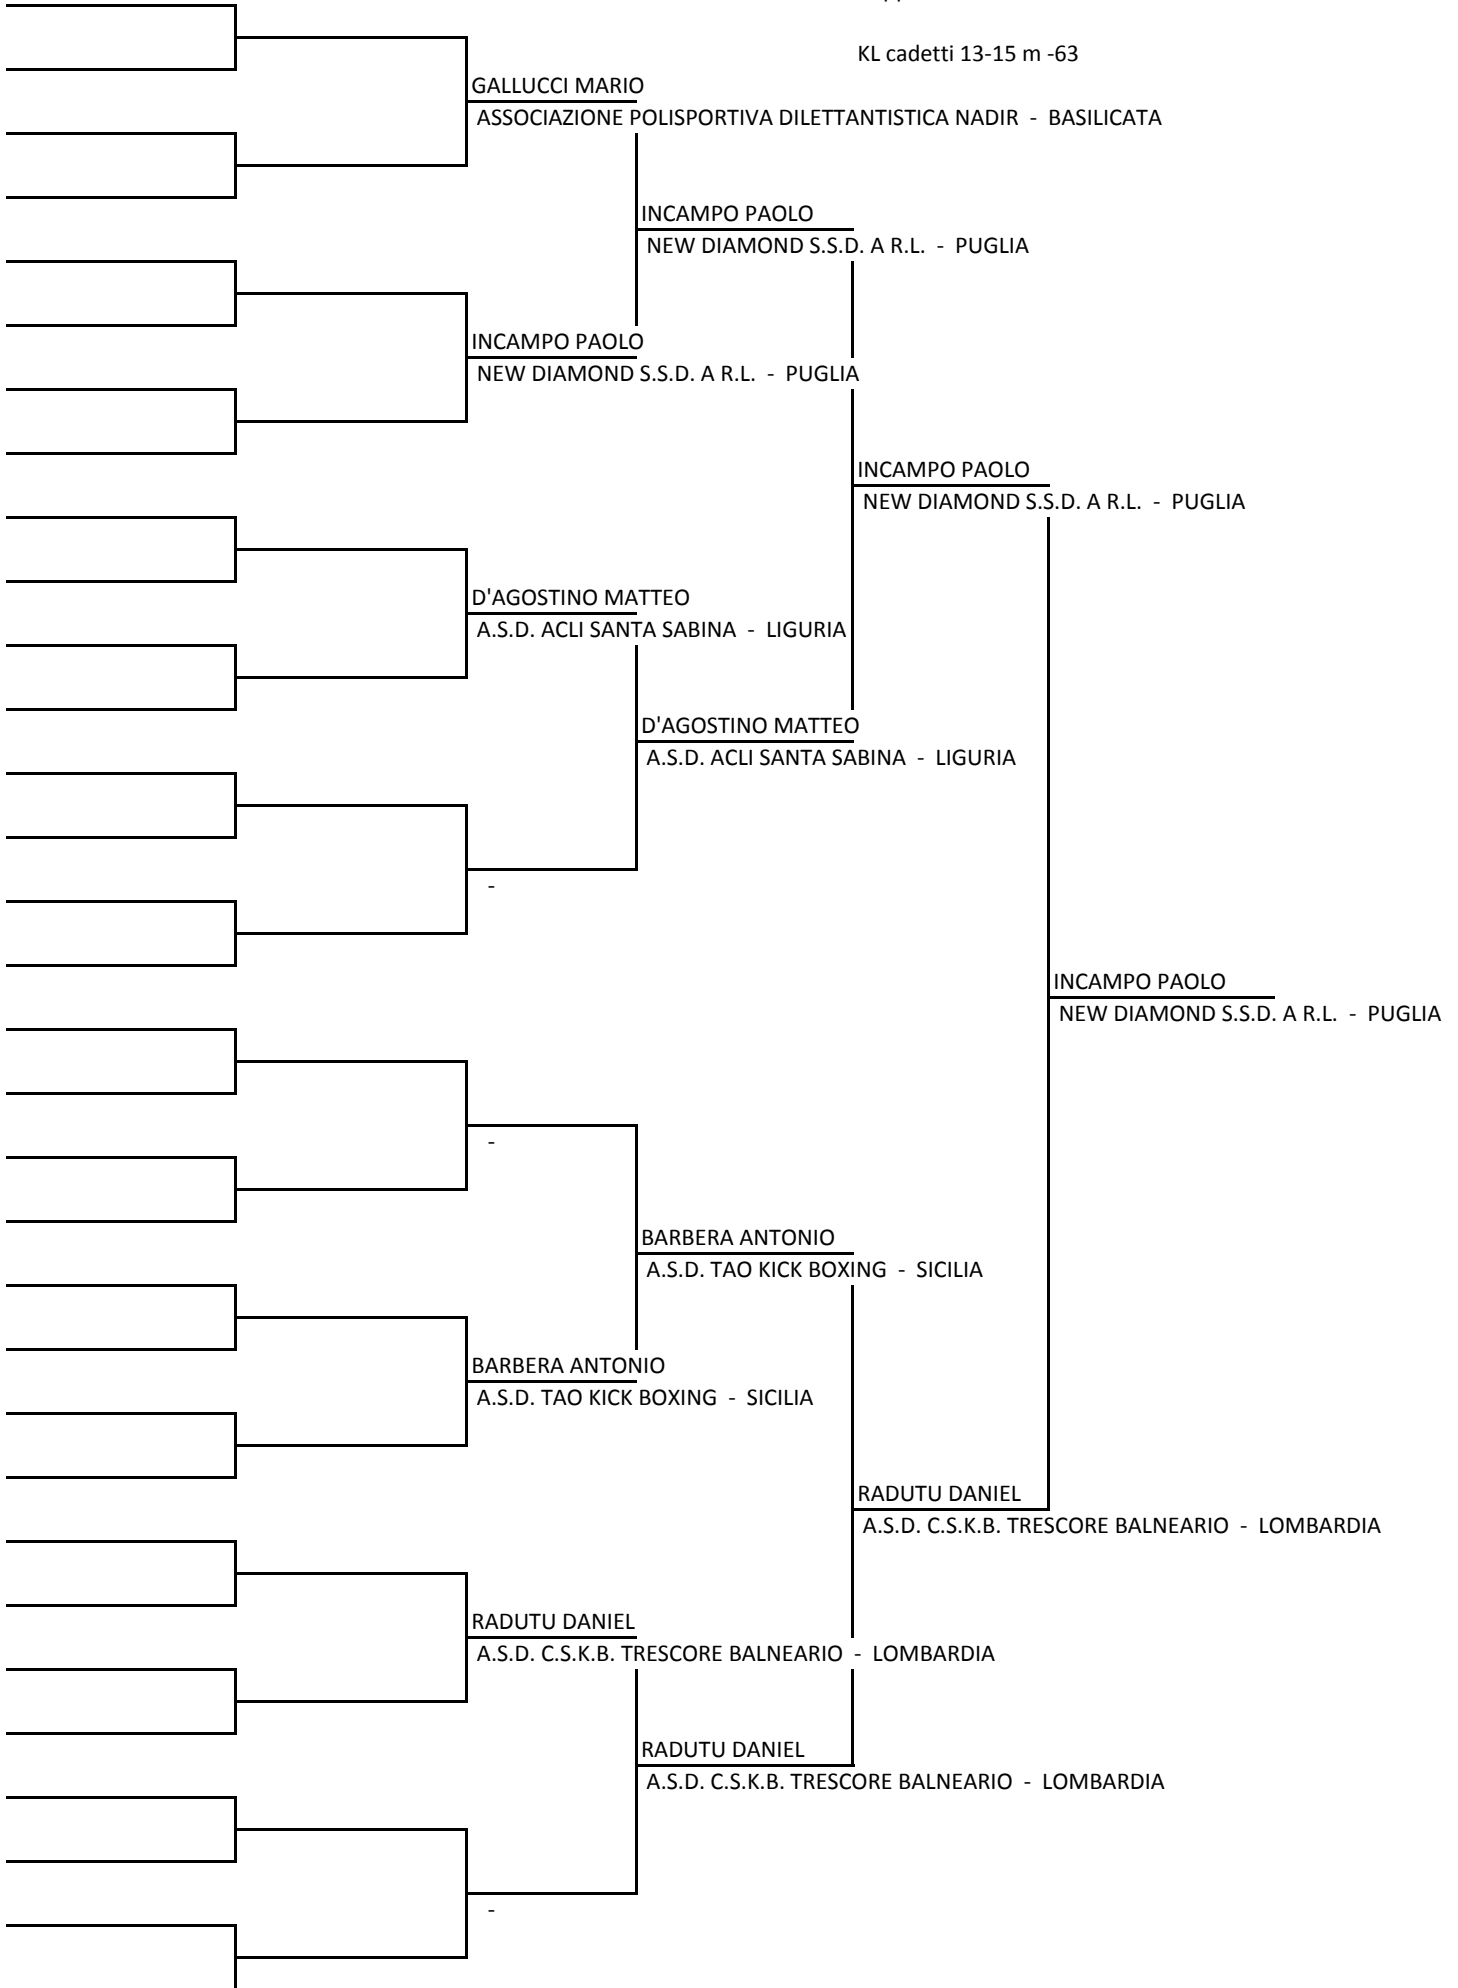 KL cadetti 13-15 m -63
GALLUCCI MARIO
ASSOCIAZIONE POLISPORTIVA DILETTANTISTICA NADIR - BASILICATA
INCAMPO PAOLO
NEW DIAMOND S.S.D. A R.L. - PUGLIA
INCAMPO PAOLO
NEW DIAMOND S.S.D. A R.L. - PUGLIA
INCAMPO PAOLO
NEW DIAMOND S.S.D. A R.L. - PUGLIA
D'AGOSTINO MATTEO
A.S.D. ACLI SANTA SABINA - LIGURIA
D'AGOSTINO MATTEO
A.S.D. ACLI SANTA SABINA - LIGURIA
-
INCAMPO PAOLO
NEW DIAMOND S.S.D. A R.L. - PUGLIA
-
BARBERA ANTONIO
A.S.D. TAO KICK BOXING - SICILIA
BARBERA ANTONIO
A.S.D. TAO KICK BOXING - SICILIA
RADUTU DANIEL
A.S.D. C.S.K.B. TRESCORE BALNEARIO - LOMBARDIA
RADUTU DANIEL
A.S.D. C.S.K.B. TRESCORE BALNEARIO - LOMBARDIA
RADUTU DANIEL
A.S.D. C.S.K.B. TRESCORE BALNEARIO - LOMBARDIA
-